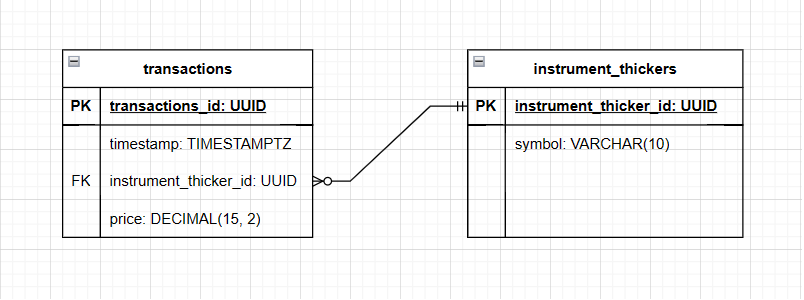 transactions
PK transactions_id: UUID
timestamp: TIMESTAMPTZ
FK instrument_thicker_id: UUID
price: DECIMAL(15, 2)
instrument_thickers
PK instrument_thicker_id: UUID
symbol: VARCHAR(10)